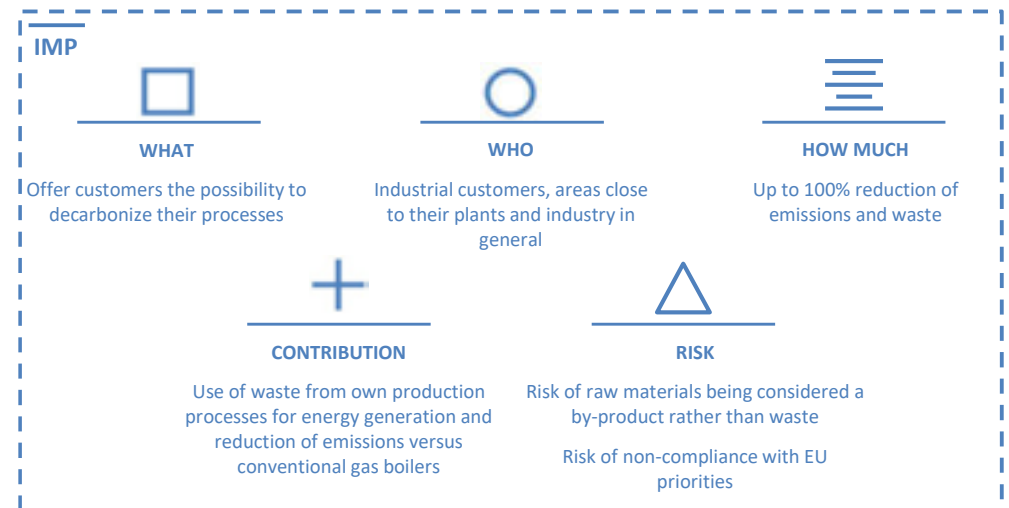 IMP
WHAT
Offer customers the possibility to
decarbonize their processes
WHO
Industrial customers, areas close
to their plants and industry in
general
HOW MUCH
Up to 100% reduction of
emissions and waste
CONTRIBUTION
Use of waste from own production
processes for energy generation and
reduction of emissions versus
conventional gas boilers
RISK
Risk of raw materials being considered a
by-product rather than waste
Risk of non-compliance with EU
priorities